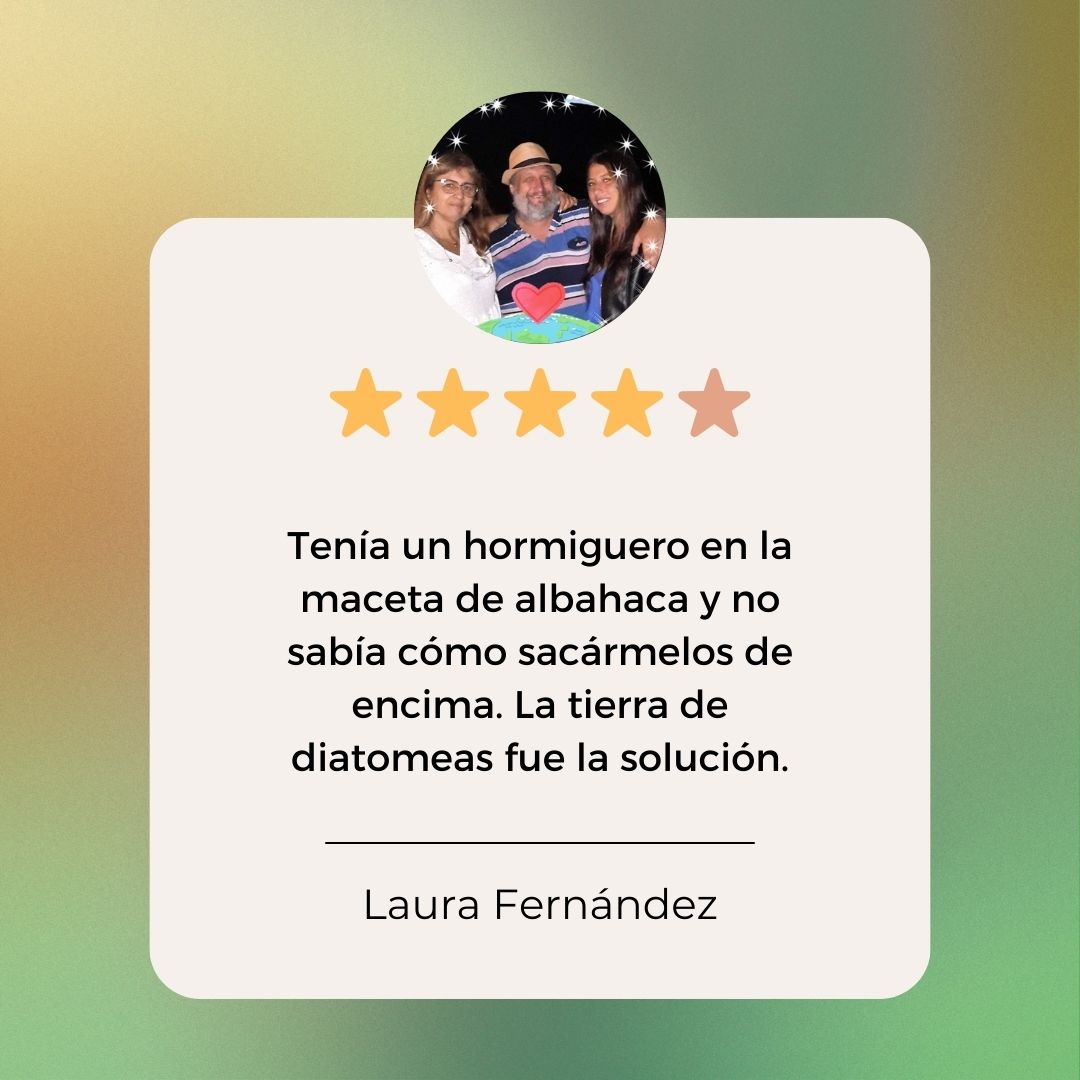 Tenía un hormiguero en la
maceta de albahaca y no
sabía cómo sacármelos de
encima. La tierra de
diatomeas fue la solución.
Laura Fernández